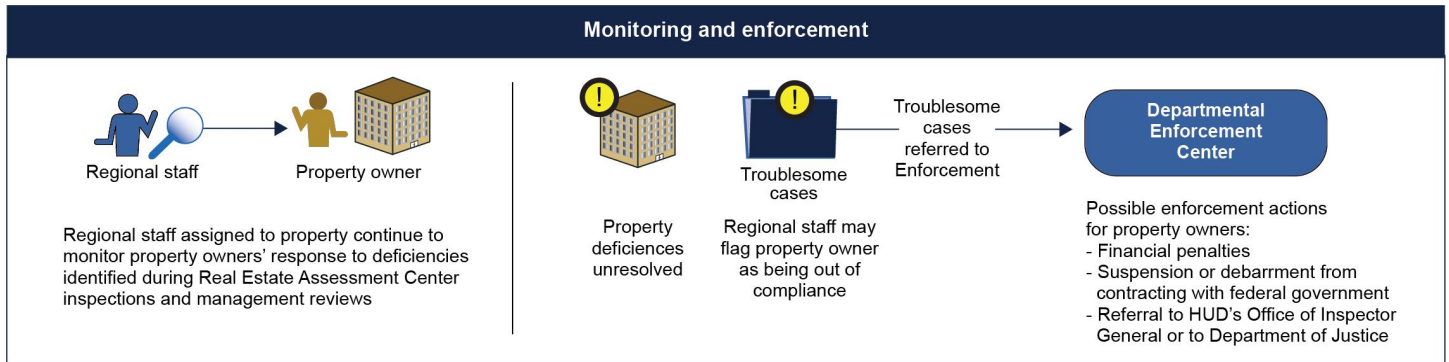 Monitoring and enforcement
Regional staff
Property owner
Regional staff assigned to property continue to
monitor property owners’ response to deficiencies
identified during Real Estate Assessment Center
inspections and management reviews
!
Property
deficiences
unresolved
!
Troublesome
cases
Regional staff may
flag property owner
as being out of
compliance
Troublesome
cases
referred to
Enforcement
Departmental
Enforcement
Center
Possible enforcement actions
for property owners:
- Financial penalties
- Suspension or debarrment from
contracting with federal government
- Referral to HUD’s Office of Inspector
General or to Department of Justice